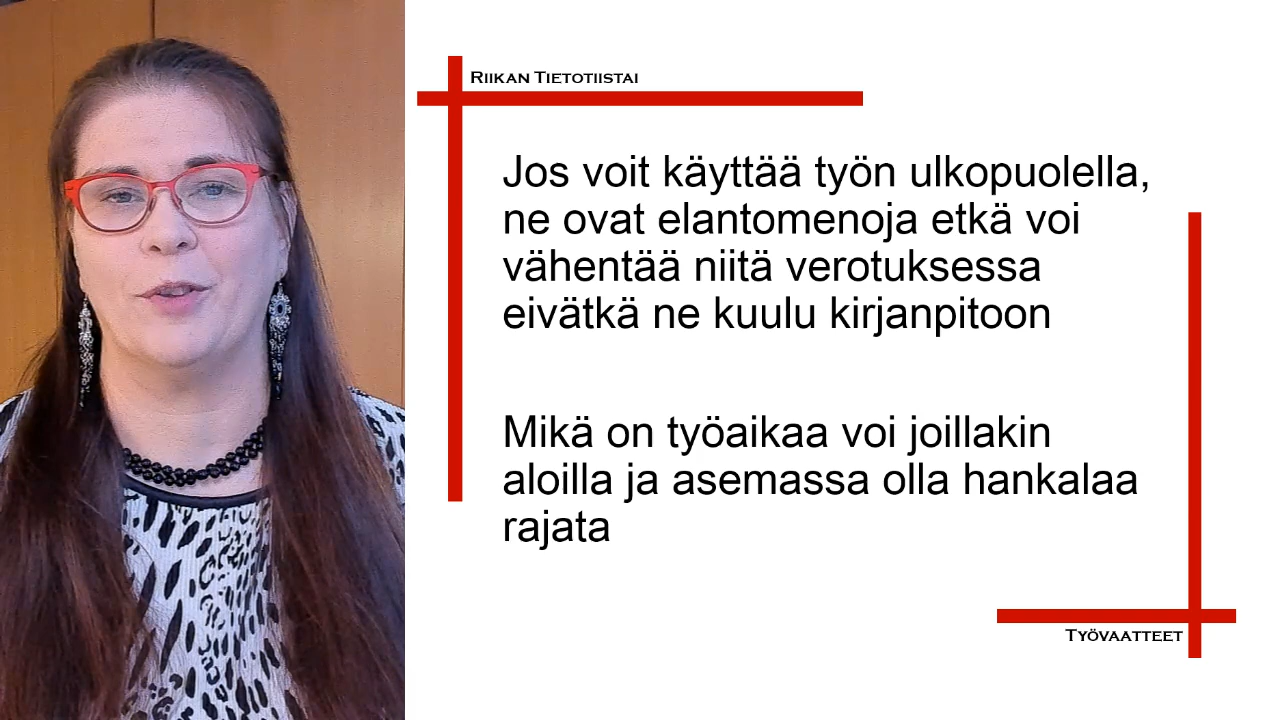 Riikan Tietotiistai
Jos voit käyttää työn ulkopuolella,
ne ovat elantomenoja etkä voi
vähentää niitä verotuksessa
eivätkä ne kuulu kirjanpitoon
Mikä on työaikaa voi joillakin
aloilla ja asemassa olla hankalaa
rajata
Työvaatteet